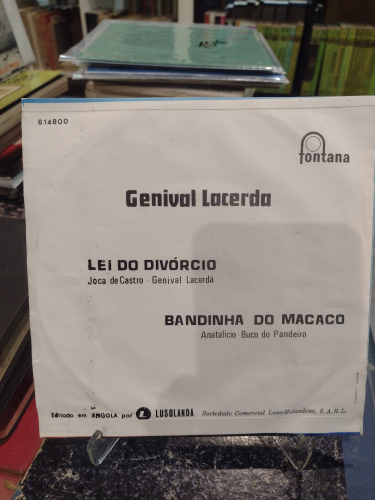 614800
fontana
Genival Lacerda
LEI DO DIVÓRCIO
Joca de Castro - Genival Lacerda
BANDINHA DO MACACO
Anatalicio Buco do Pandeiro
Editado em ANGOLA por L LUSOLANDA Sociedade Comercial Luso-Holandesa, S.A.R.L.